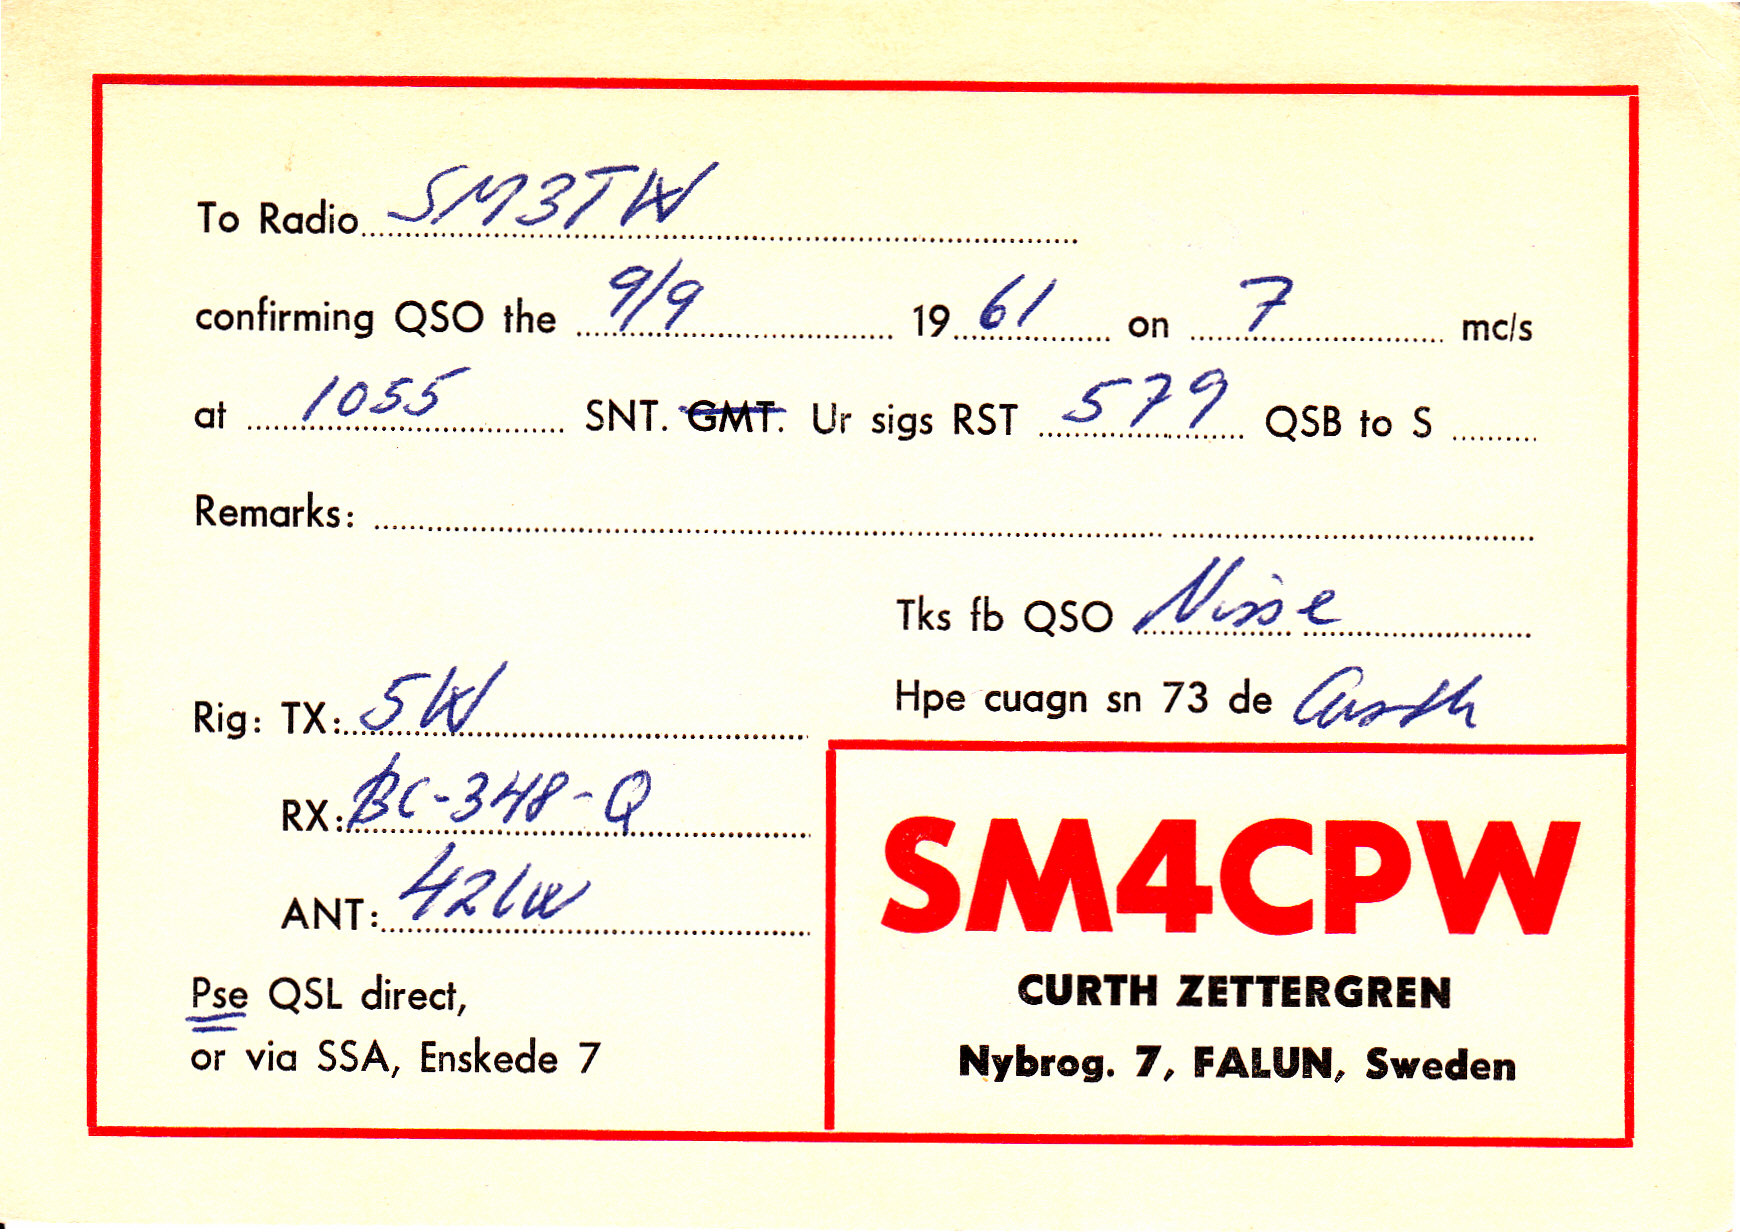 To Radio SM3TW
confirming QSO the 9/9 1961 on 7 mc/s
at 1055 SNT. GMT. Ur sigs RST 579 QSB to S
Remarks:
Tks fb QSO Nisse
Hpe cuagn sn 73 de Curth
Rig: TX: 5W
RX: BC-348-Q
ANT: 42lw
Pse QSL direct,
or via SSA, Enskede 7
SM4CPW
CURTH ZETTERGREN
Nybrog. 7, FALUN, Sweden